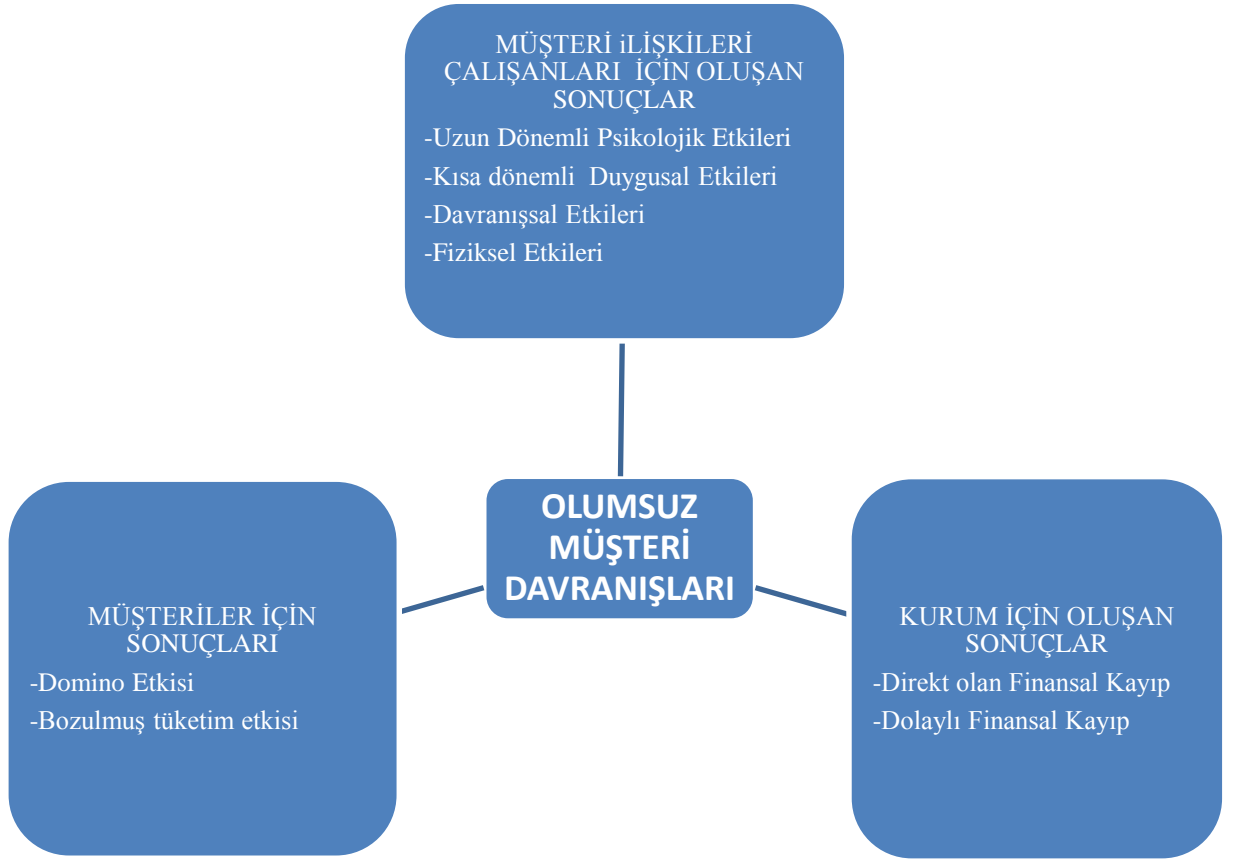 MÜŞTERİ iLİŞKİLERİ
ÇALIŞANLARI İÇİN OLUŞAN
SONUÇLAR
-Uzun Dönemli Psikolojik Etkileri
-Kısa dönemli Duygusal Etkileri
-Davranışsal Etkileri
-Fiziksel Etkileri
OLUMSUZ
MÜŞTERİ
DAVRANIŞLARI
MÜŞTERİLER İÇİN
SONUÇLARI
-Domino Etkisi
-Bozulmuş tüketim etkisi
KURUM İÇİN OLUŞAN
SONUÇLAR
-Direkt olan Finansal Kayıp
-Dolaylı Finansal Kayıp